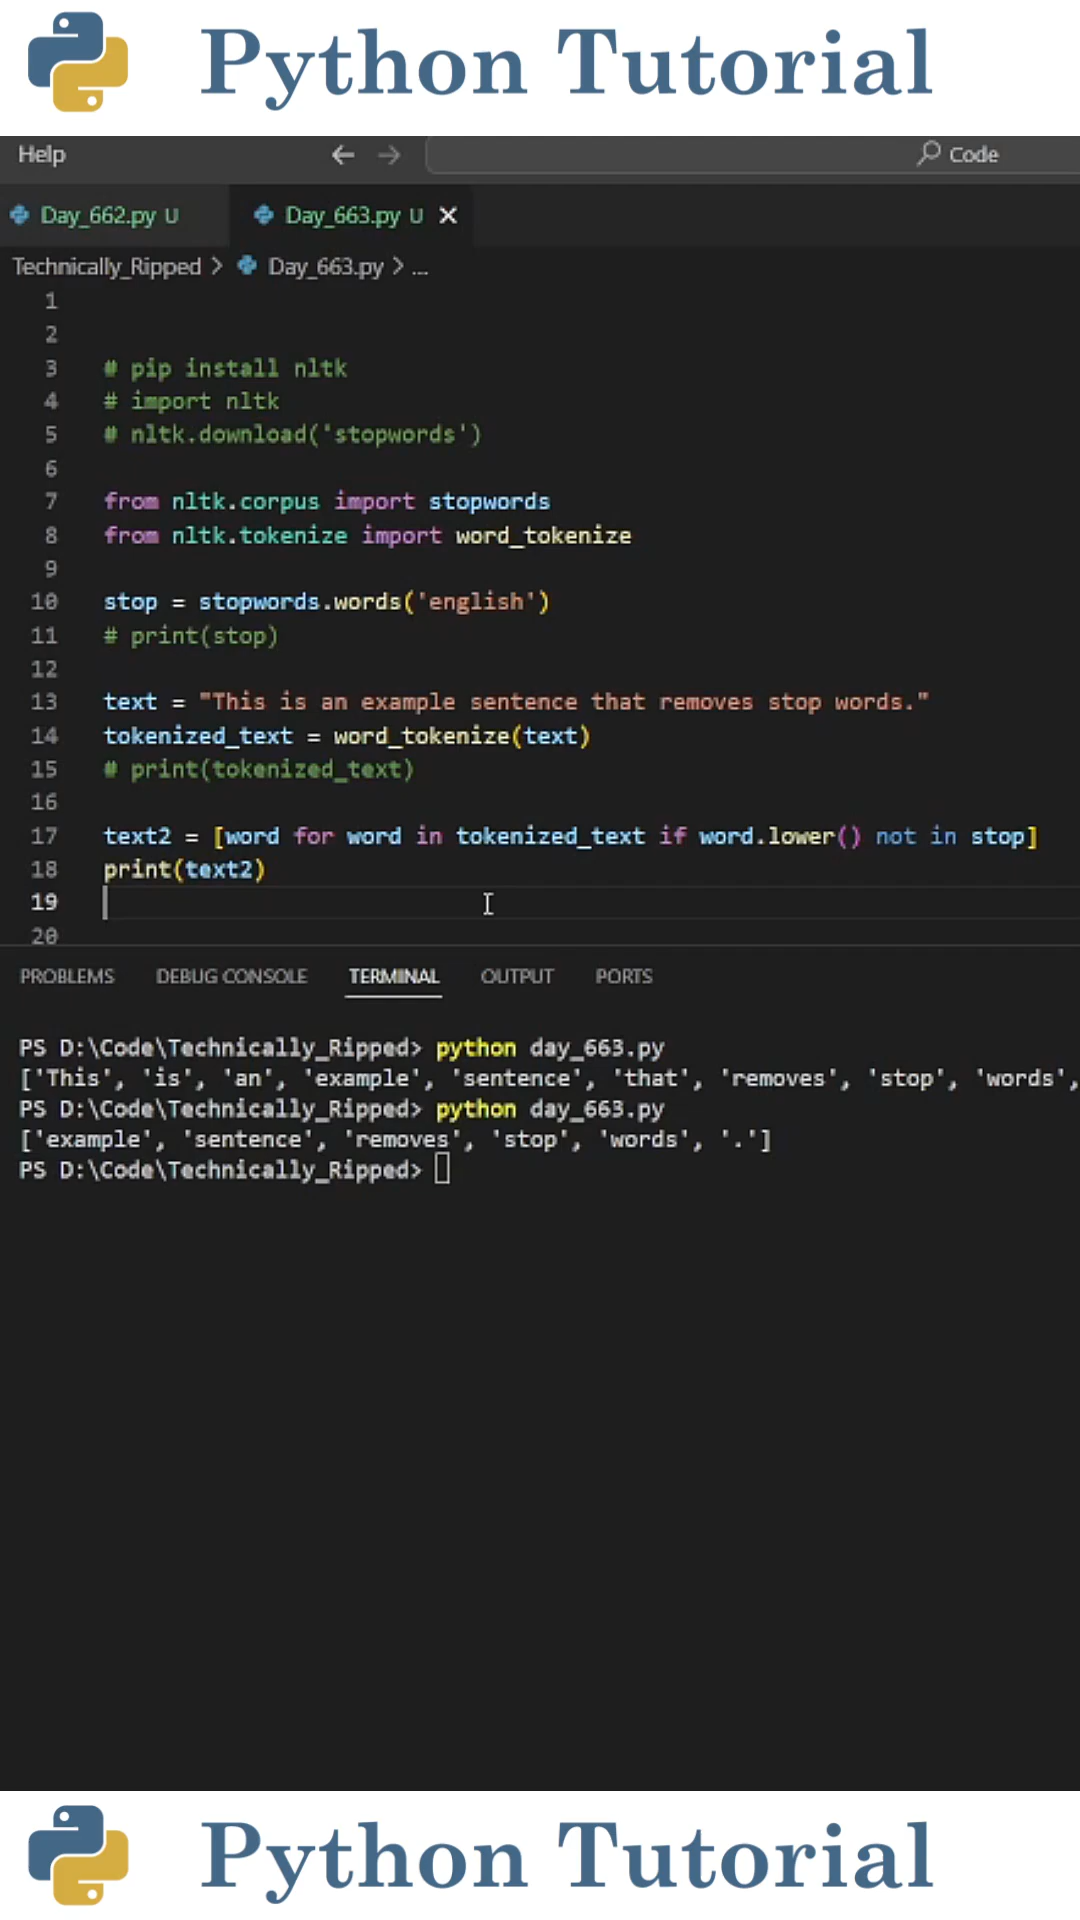 Python Tutorial
Help
Code
Day_662.py U
Day_663.py U
Technically_Ripped > Day_663.py > ...
1
2
3 # pip install nltk
4 # import nltk
5 # nltk.download('stopwords')
6
7 from nltk.corpus import stopwords
8 from nltk.tokenize import word_tokenize
9
10 stop = stopwords.words('english')
11 # print(stop)
12
13 text = "This is an example sentence that removes stop words."
14 tokenized_text = word_tokenize(text)
15 # print(tokenized_text)
16
17 text2 = [word for word in tokenized_text if word.lower() not in stop]
18 print(text2)
19
20
PROBLEMS DEBUG CONSOLE TERMINAL OUTPUT PORTS
PS D:\Code\Technically_Ripped> python day_663.py
['This', 'is', 'an', 'example', 'sentence', 'that', 'removes', 'stop', 'words',
PS D:\Code\Technically_Ripped> python day_663.py
['example', 'sentence', 'removes', 'stop', 'words', '.']
PS D:\Code\Technically_Ripped>
Python Tutorial